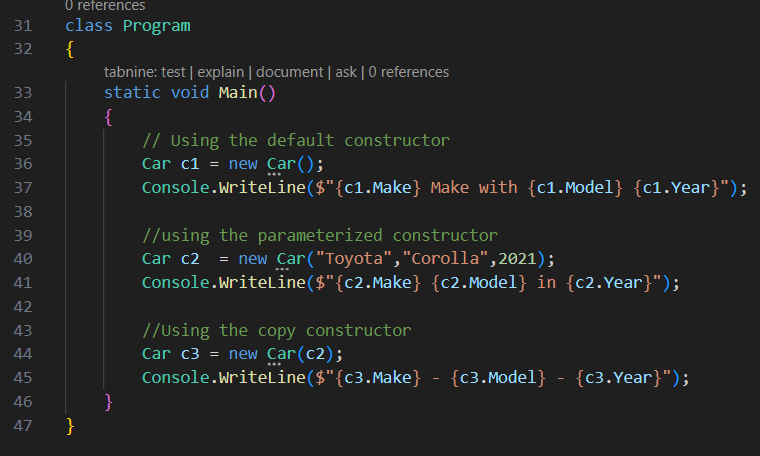 0 references
31 class Program
32 {
tabnine: test | explain | document | ask | 0 references
33 static void Main()
34 {
35 // Using the default constructor
36 Car c1 = new Car();
37 Console.WriteLine($"{c1.Make} Make with {c1.Model} {c1.Year}");
38
39 //using the parameterized constructor
40 Car c2  = new Car("Toyota","Corolla",2021);
41 Console.WriteLine($"{c2.Make} {c2.Model} in {c2.Year}");
42
43 //Using the copy constructor
44 Car c3 = new Car(c2);
45 Console.WriteLine($"{c3.Make} - {c3.Model} - {c3.Year}");
46 }
47 }